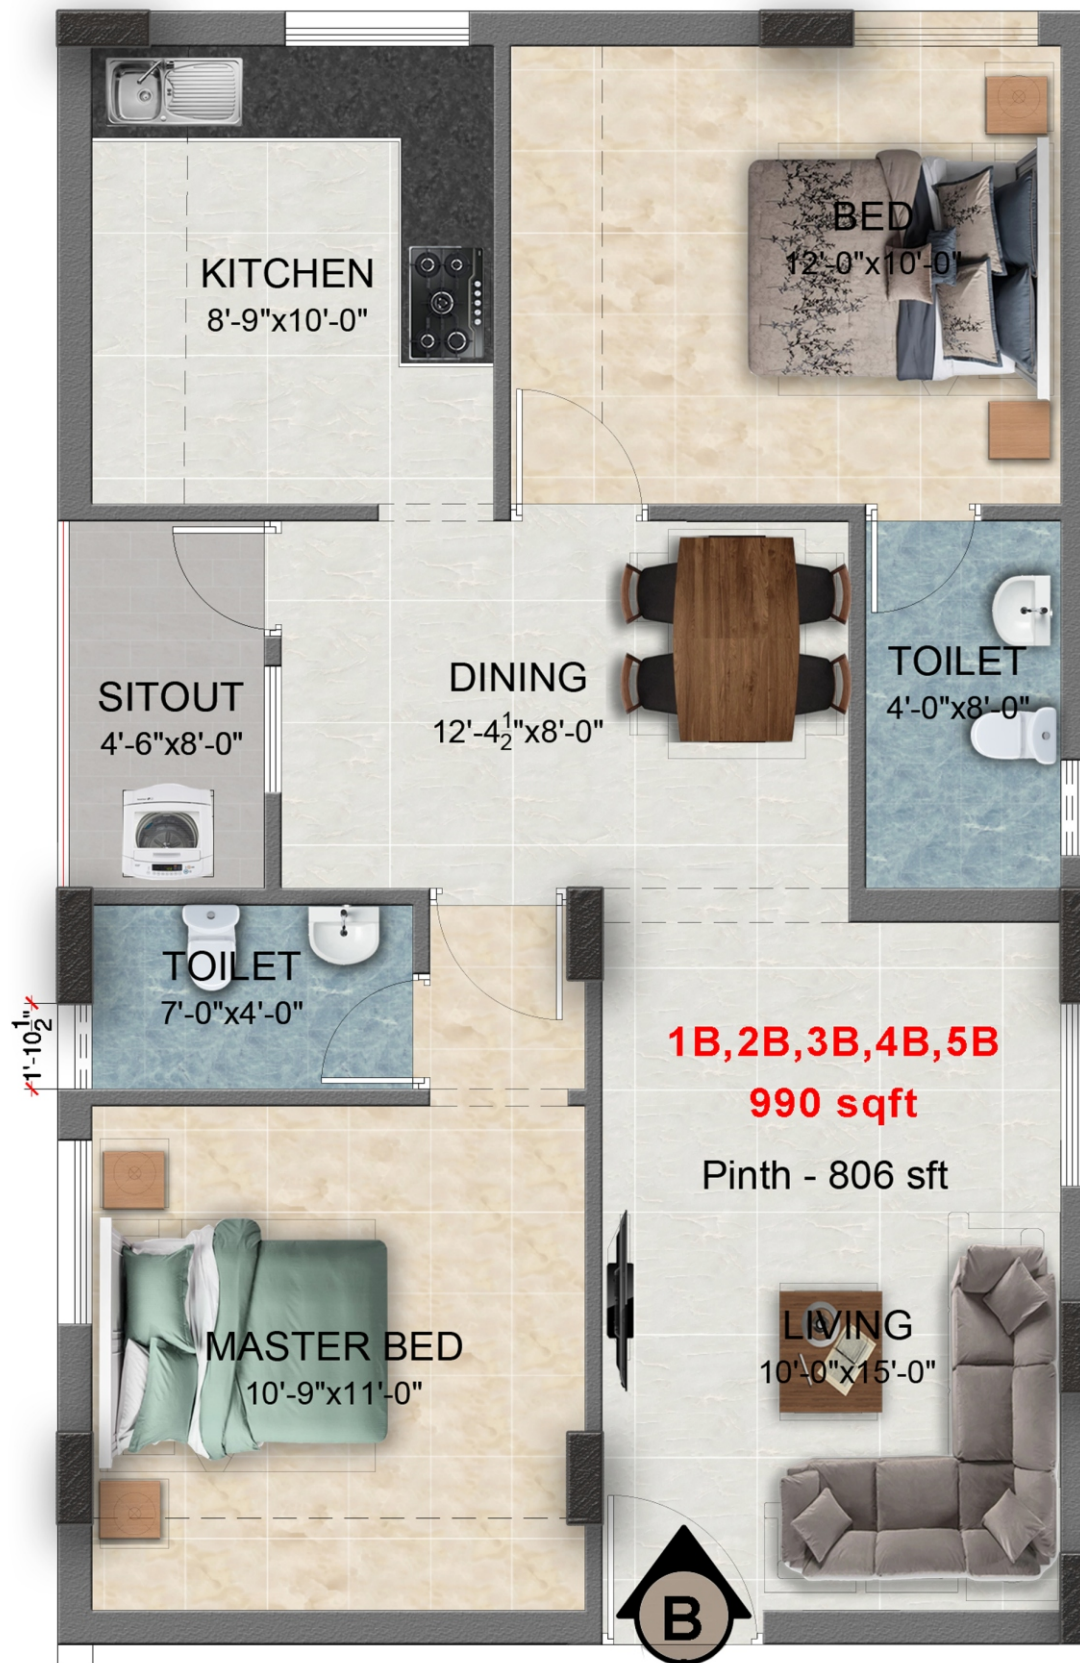 KITCHEN
8'-9"x10'-0"
BED
12'-0"x10'-0"
SITOUT
4'-6"x8'-0"
DINING
12'-4½"x8'-0"
TOILET
4'-0"x8'-0"
TOILET
7'-0"x4'-0"
1'-10½"
1B,2B,3B,4B,5B
990 sqft
Pinth - 806 sft
MASTER BED
10'-9"x11'-0"
LIVING
10'-0"x15'-0"
B